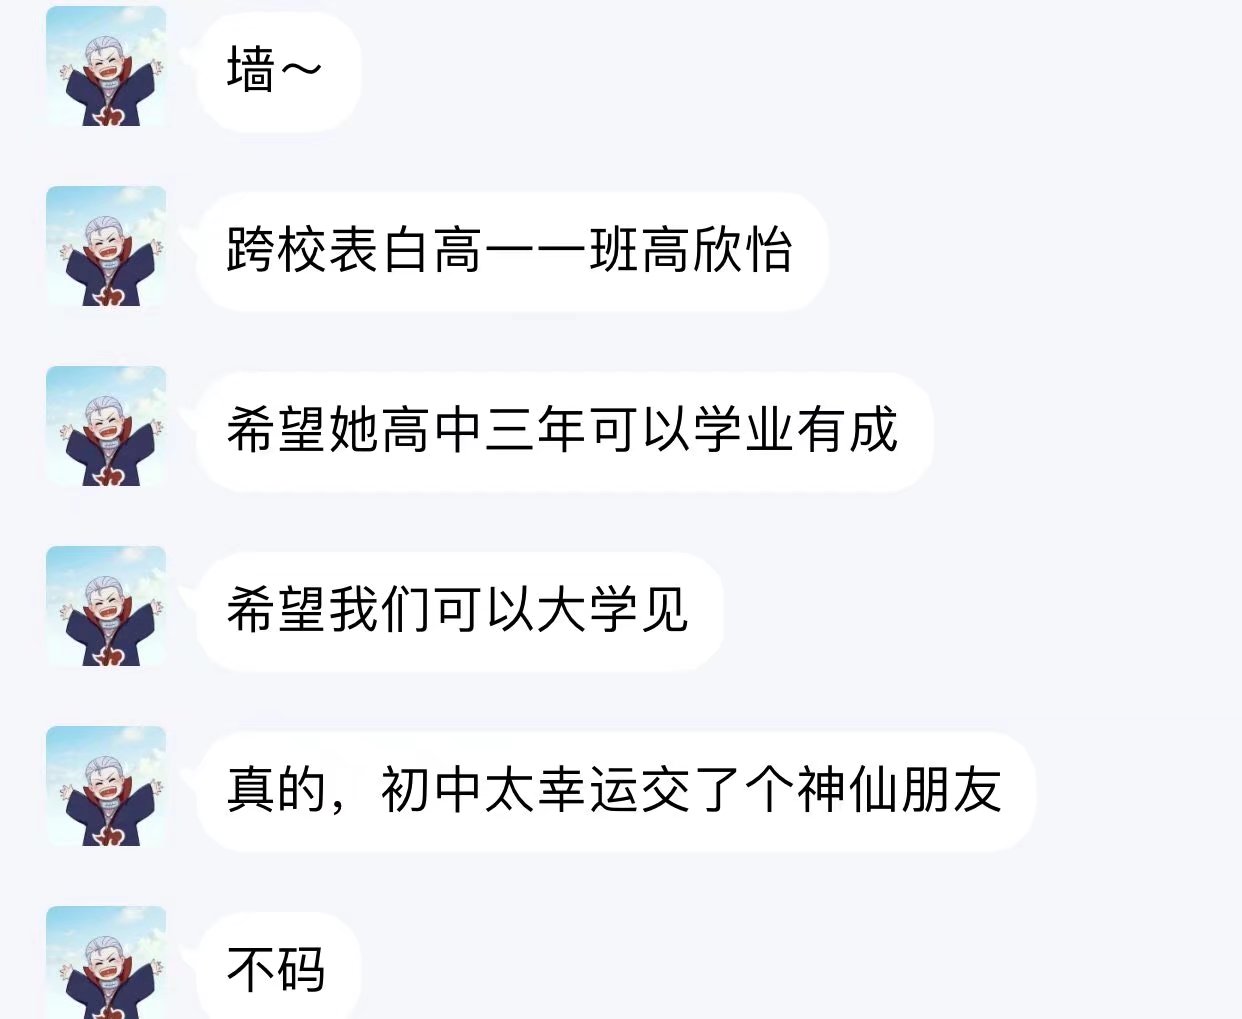 墙～
跨校表白高一一班高欣怡
希望她高中三年可以学业有成
希望我们可以大学见
真的，初中太幸运交了个神仙朋友
不码